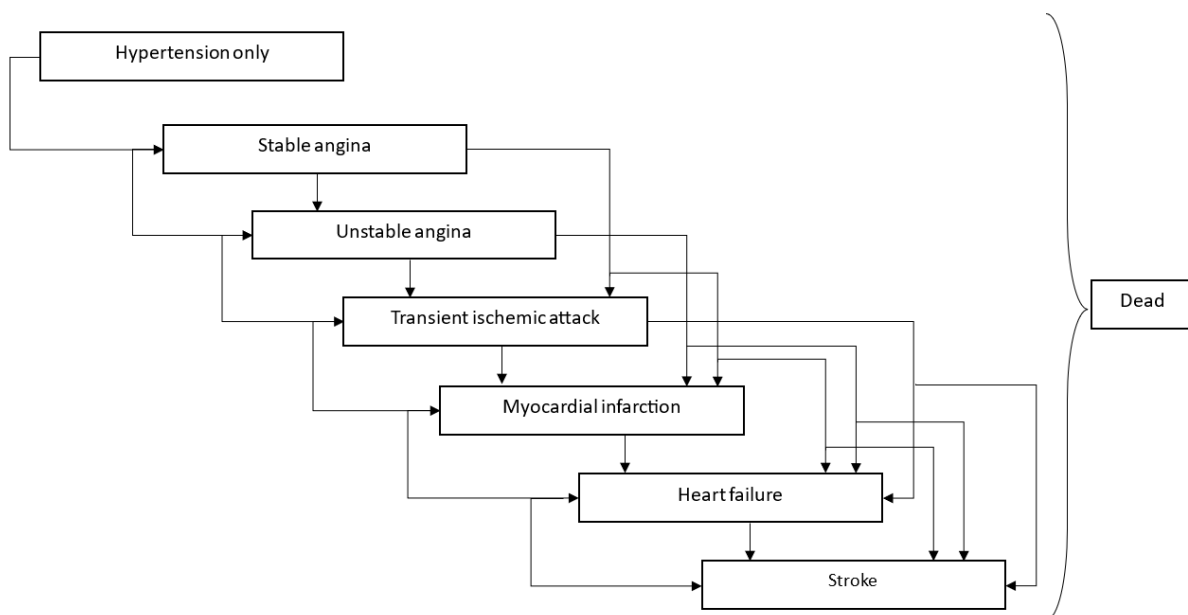 Hypertension only
Stable angina
Unstable angina
Dead
Transient ischemic attack
Myocardial infarction
Heart failure
Stroke